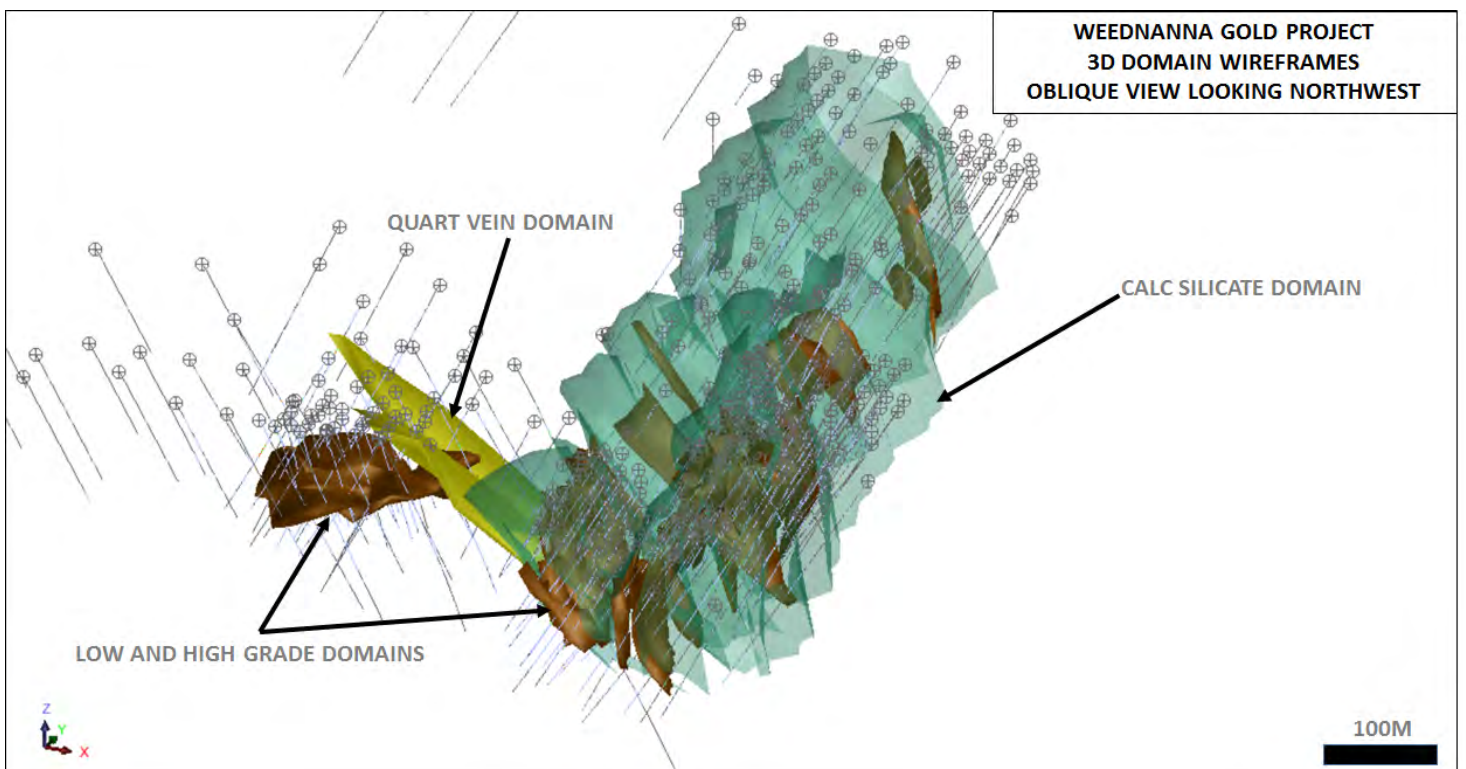 WEEDNANNA GOLD PROJECT
3D DOMAIN WIREFRAMES
OBLIQUE VIEW LOOKING NORTHWEST
QUART VEIN DOMAIN
CALC SILICATE DOMAIN
LOW AND HIGH GRADE DOMAINS
Z
Y
X
100M